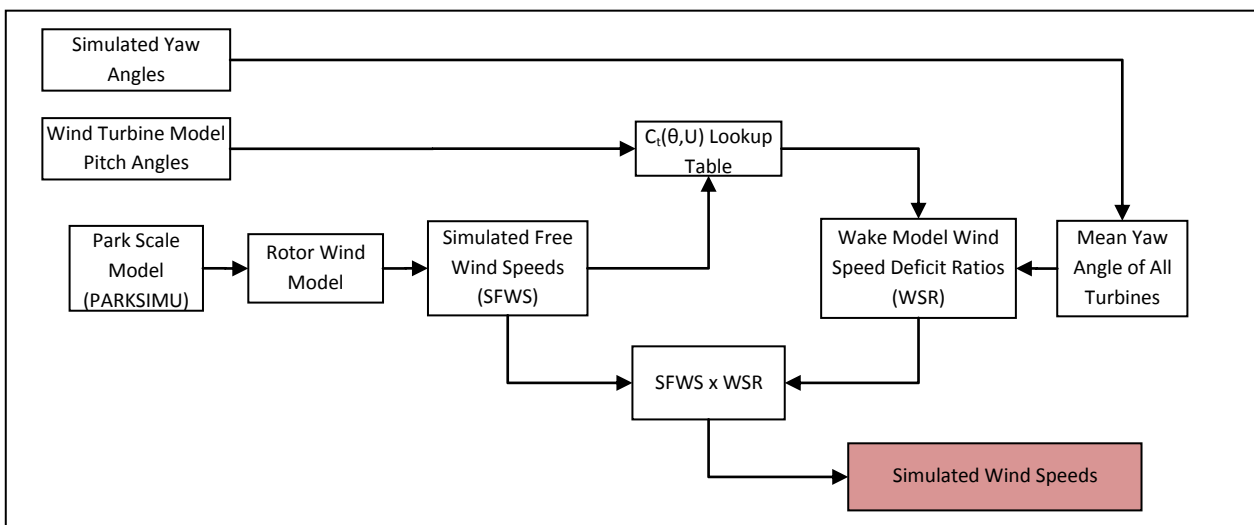 Simulated Yaw
Angles
Wind Turbine Model
Pitch Angles
Cₜ(θ,U) Lookup
Table
Park Scale
Model
(PARKSIMU)
Rotor Wind
Model
Simulated Free
Wind Speeds
(SFWS)
Wake Model Wind
Speed Deficit Ratios
(WSR)
Mean Yaw
Angle of All
Turbines
SFWS x WSR
Simulated Wind Speeds